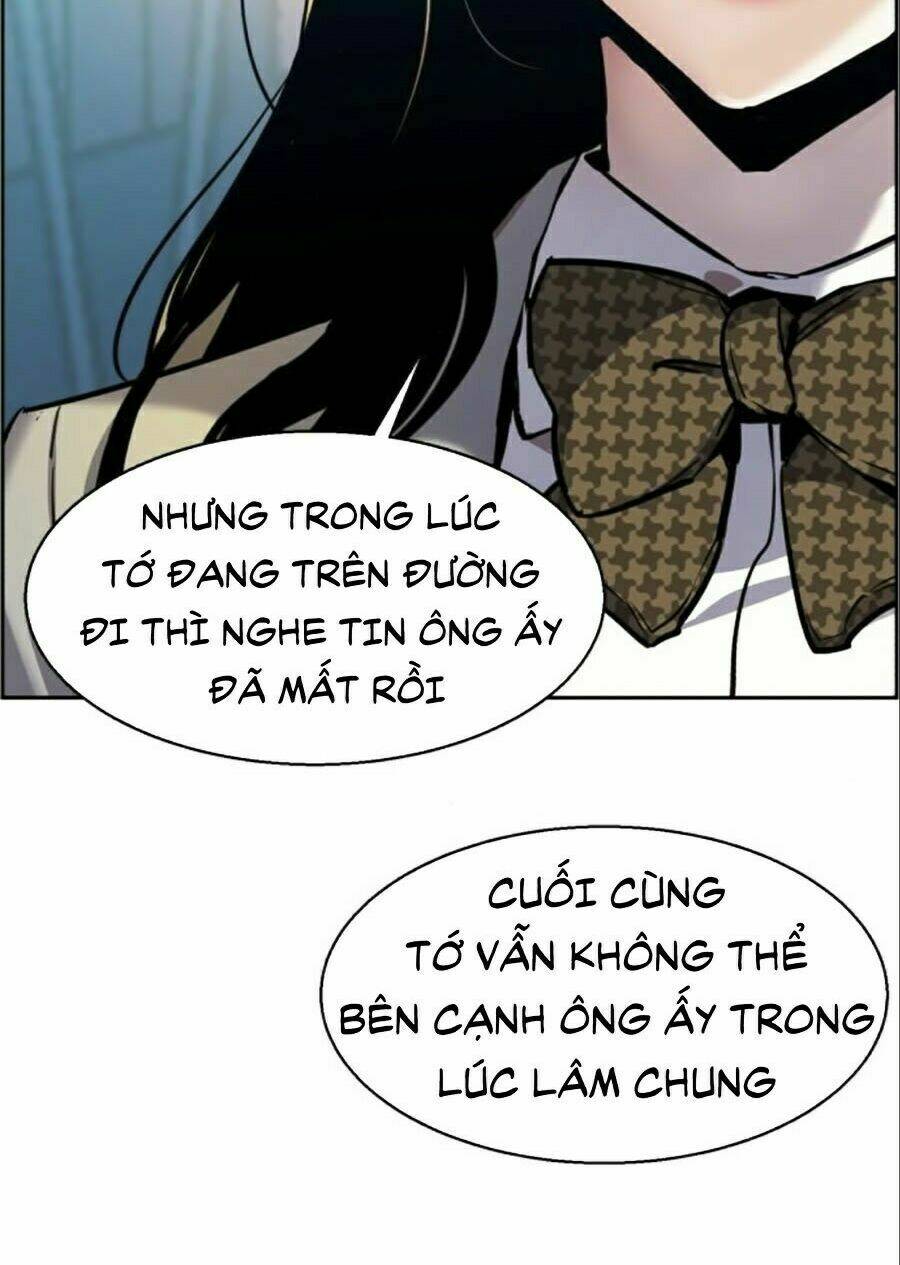 NHƯNG TRONG LÚC
TỚ ĐANG TRÊN ĐƯỜNG
ĐI THÌ NGHE TIN ÔNG ẤY
ĐÃ MẤT RỒI
CUỐI CÙNG
TỚ VẪN KHÔNG THỂ
BÊN CẠNH ÔNG ẤY TRONG
LÚC LÂM CHUNG